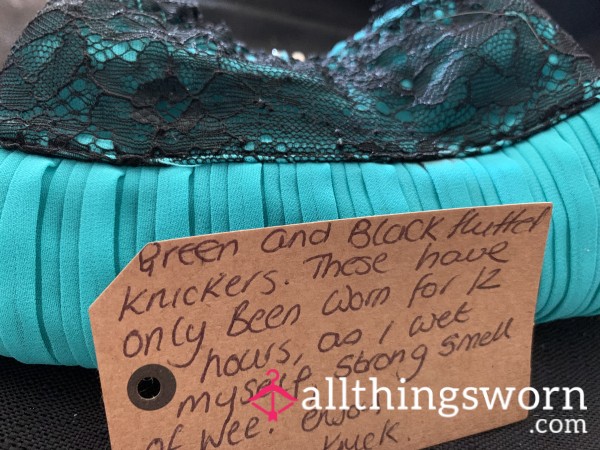 Green and Black
knickers. These have
only Been worn for 12
hours, as I wet
myself. Strong smell
of wee.
allthingsworn
.com